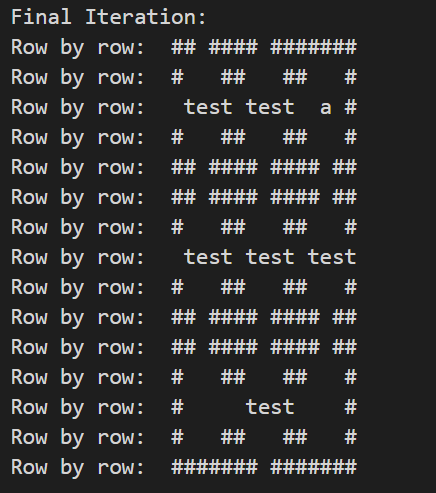 Final Iteration:
Row by row:  ## #### #######
Row by row:  #   ##   ##   #
Row by row:   test test  a #
Row by row:  #   ##   ##   #
Row by row:  ## #### #### ##
Row by row:  ## #### #### ##
Row by row:  #   ##   ##   #
Row by row:   test test test
Row by row:  #   ##   ##   #
Row by row:  ## #### #### ##
Row by row:  ## #### #### ##
Row by row:  #   ##   ##   #
Row by row:  #     test    #
Row by row:  #   ##   ##   #
Row by row:  ####### #######